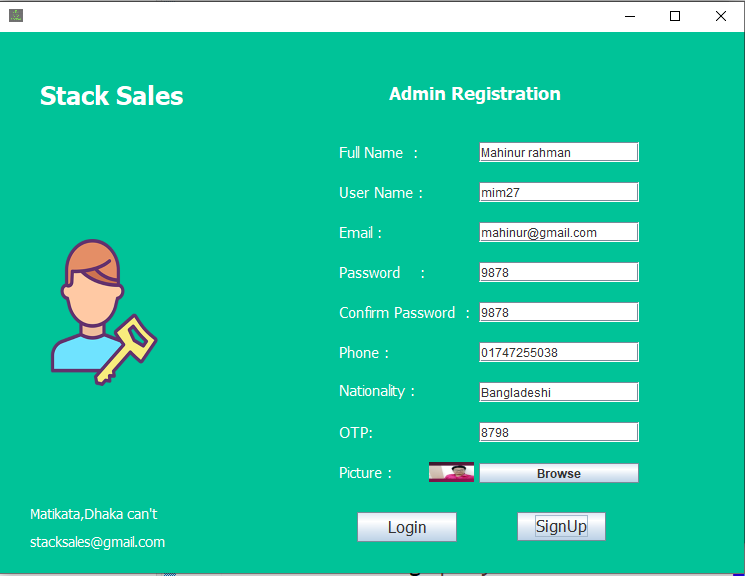 Stack Sales
Admin Registration
Full Name :
Mahinur rahman
User Name :
mim27
Email :
mahinur@gmail.com
Password :
9878
Confirm Password :
9878
Phone :
01747255038
Nationality :
Bangladeshi
OTP:
8798
Picture :
Browse
Matikata,Dhaka can't
stacksales@gmail.com
Login
SignUp